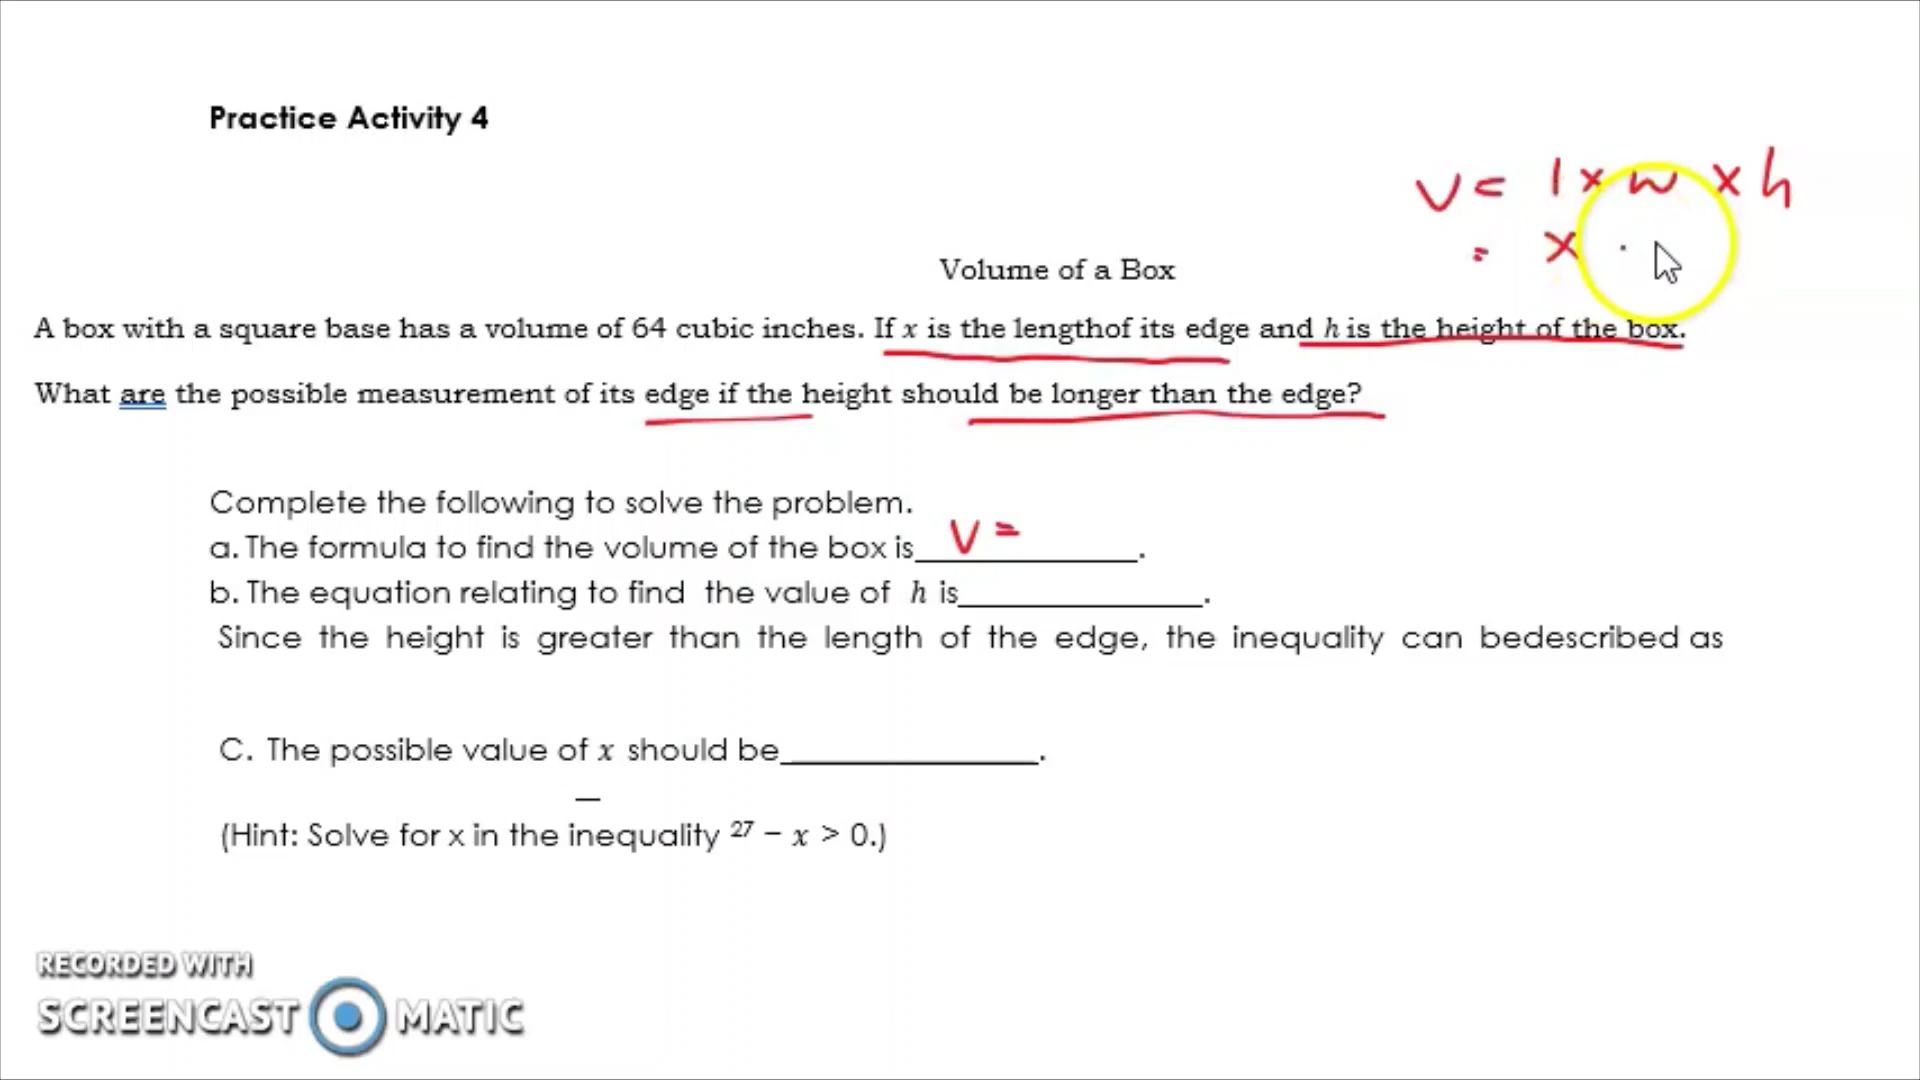 Practice Activity 4
V = l x w x h
= x .
Volume of a Box
A box with a square base has a volume of 64 cubic inches. If x is the lengthof its edge and h is the height of the box.
What are the possible measurement of its edge if the height should be longer than the edge?
Complete the following to solve the problem.
a. The formula to find the volume of the box is V = ____________.
b. The equation relating to find the value of h is______________.
Since the height is greater than the length of the edge, the inequality can bedescribed as
C. The possible value of x should be______________.
(Hint: Solve for x in the inequality ²⁷ − x > 0.)
RECORDED WITH
SCREENCAST MATIC